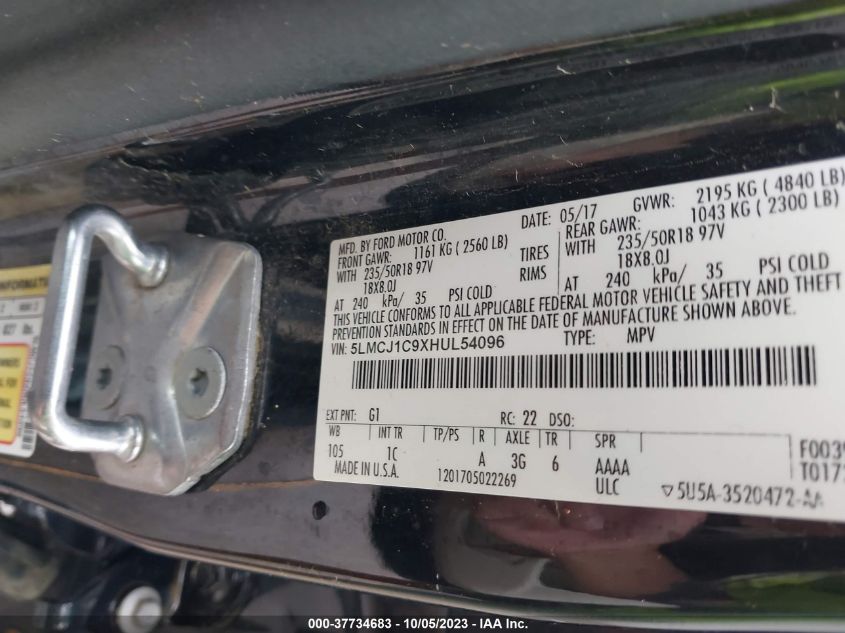 MFD. BY FORD MOTOR CO.
DATE: 05/17
GVWR: 2195 KG ( 4840 LB)
FRONT GAWR: 1161 KG ( 2560 LB)
REAR GAWR: 1043 KG ( 2300 LB)
WITH 235/50R18 97V TIRES WITH 235/50R18 97V
18X8.0J RIMS 18X8.0J
AT 240 kPa/ 35 PSI COLD AT 240 kPa/ 35 PSI COLD
THIS VEHICLE CONFORMS TO ALL APPLICABLE FEDERAL MOTOR VEHICLE SAFETY AND THEFT
PREVENTION STANDARDS IN EFFECT ON THE DATE OF MANUFACTURE SHOWN ABOVE.
VIN: 5LMCJ1C9XHUL54096 TYPE: MPV
EXT PNT: G1 RC: 22 DSO:
WB INT TR TP/PS R AXLE TR SPR
105 1C A 3G 6 AAAA
MADE IN U.S.A. 1201705022269 ULC
5U5A-3520472-AA
000-37734683 - 10/05/2023 - IAA Inc.